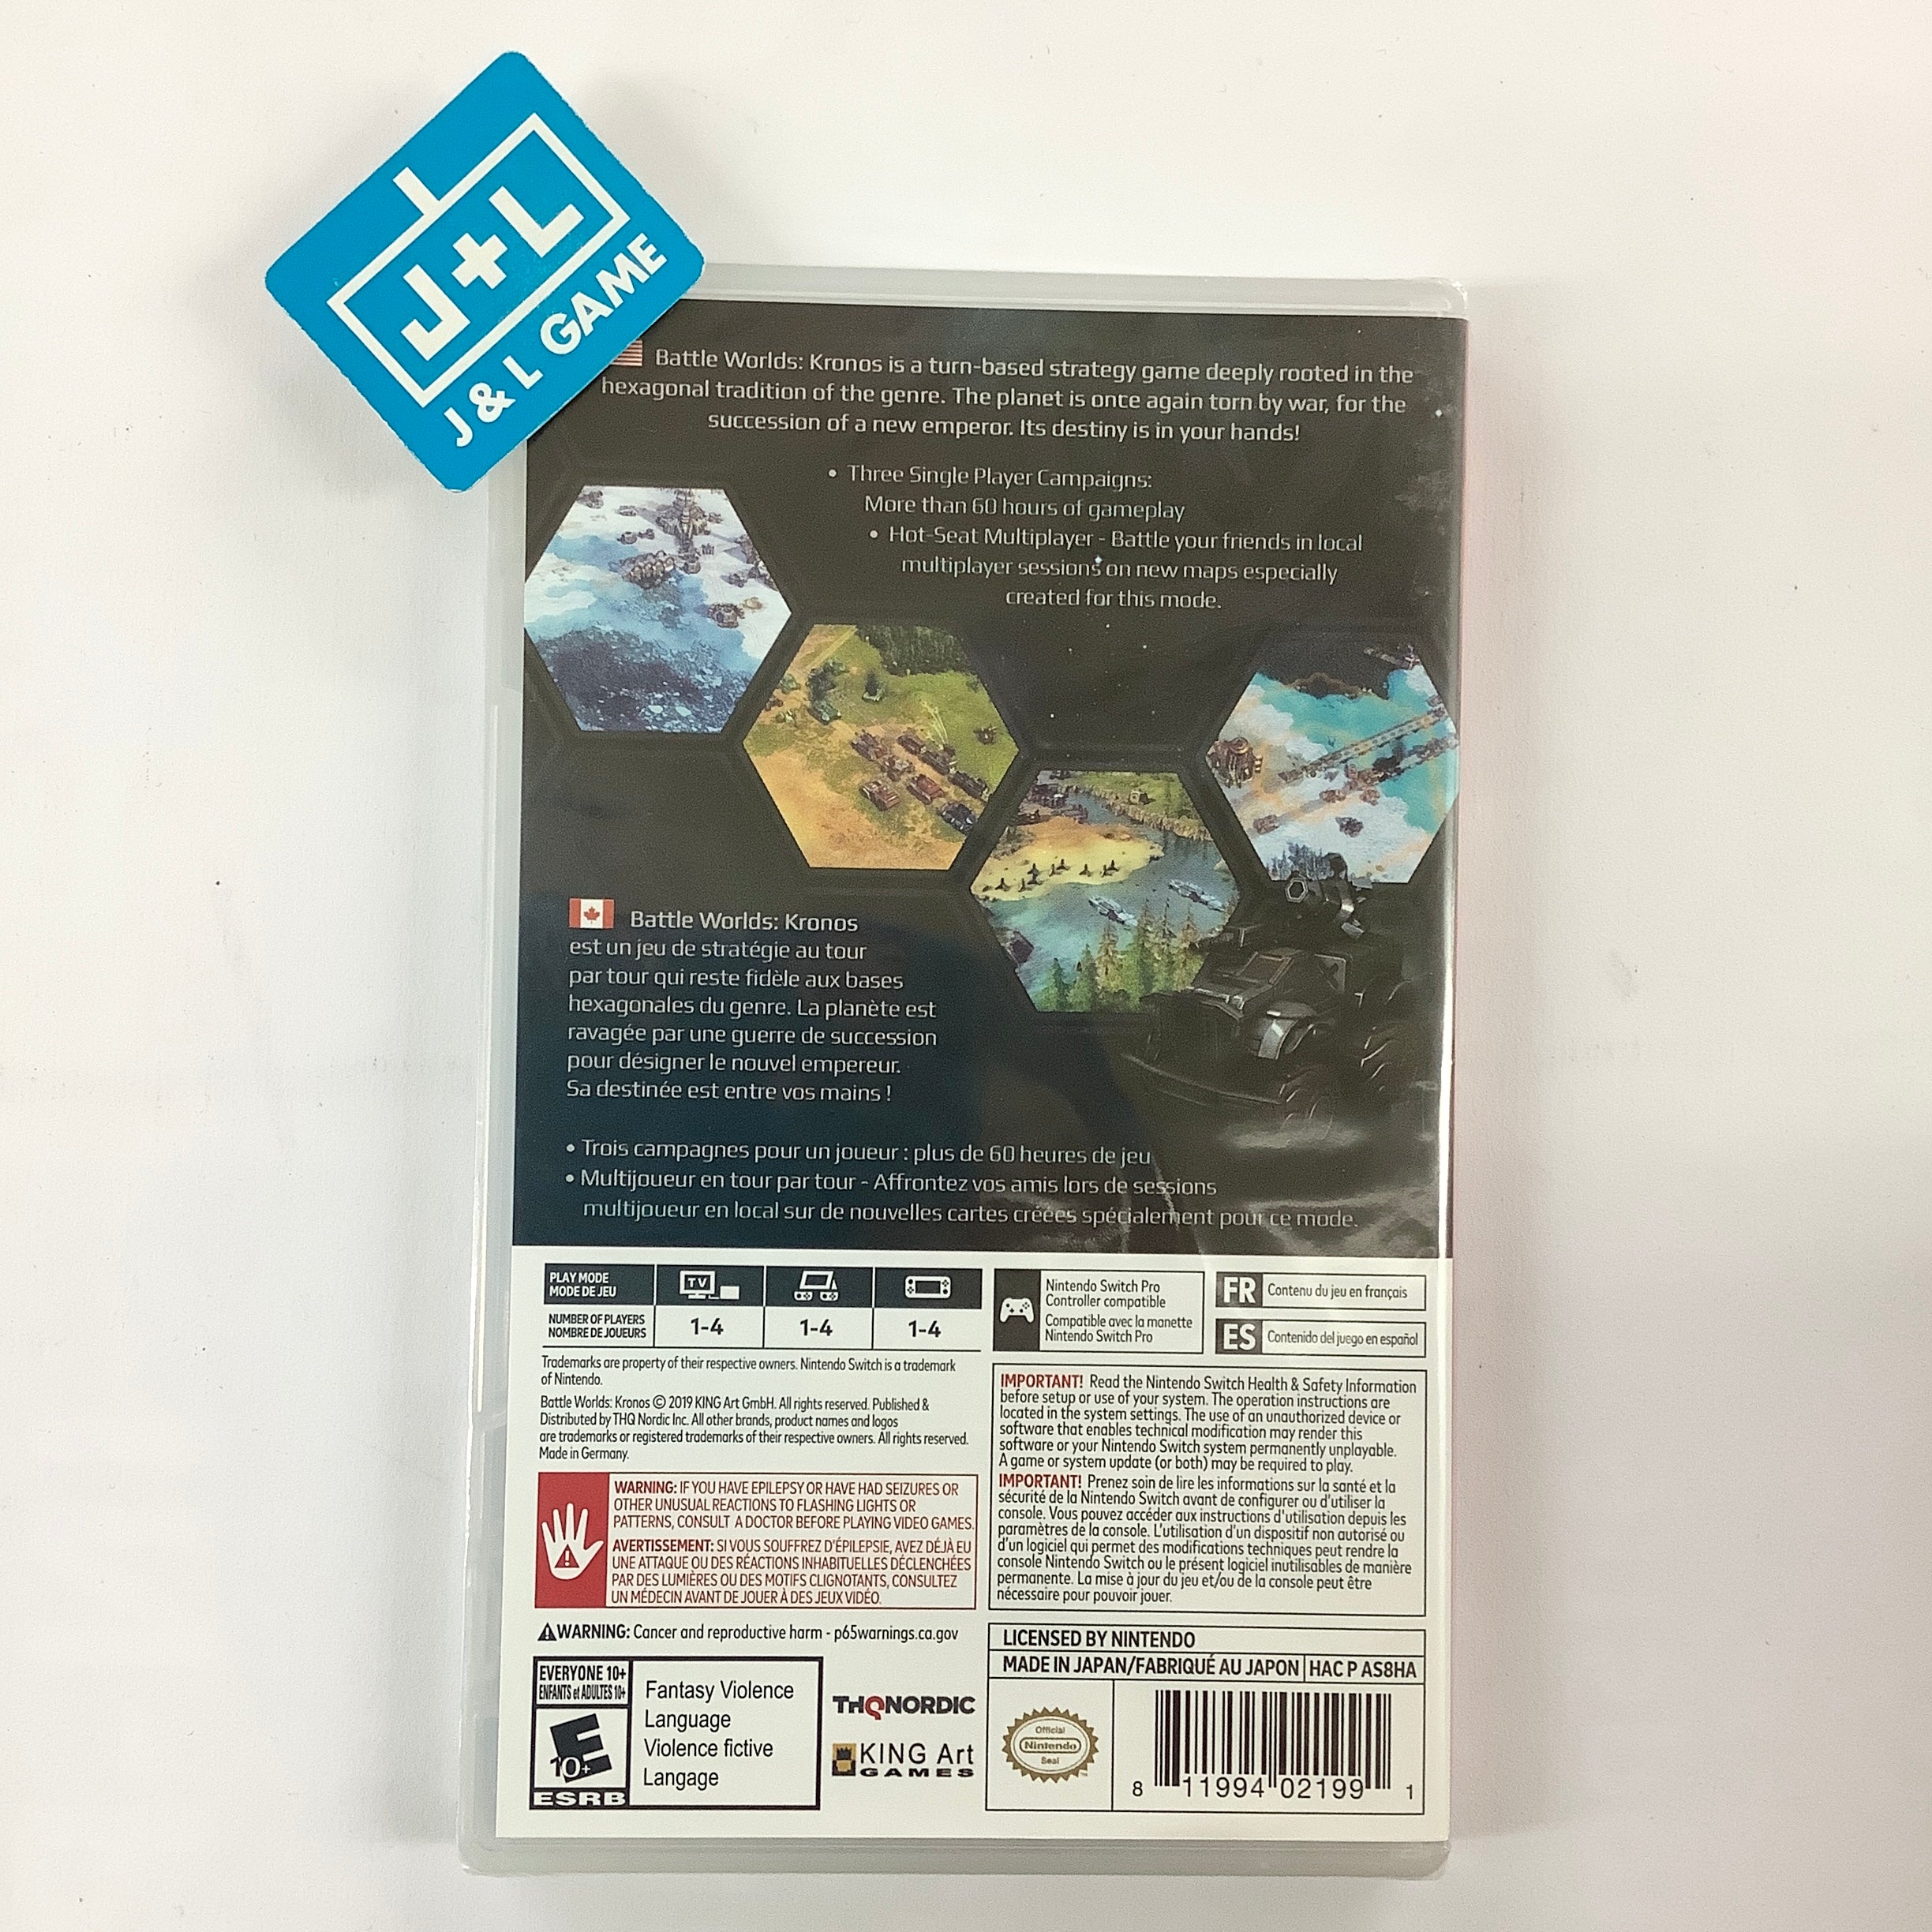 J+L
J & L GAME
Battle Worlds: Kronos is a turn-based strategy game deeply rooted in the
hexagonal tradition of the genre. The planet is once again torn by war, for the
succession of a new emperor. Its destiny is in your hands!
• Three Single Player Campaigns:
More than 60 hours of gameplay
• Hot-Seat Multiplayer - Battle your friends in local
multiplayer sessions on new maps especially
created for this mode.
Battle Worlds: Kronos
est un jeu de stratégie au tour
par tour qui reste fidèle aux bases
hexagonales du genre. La planète est
ravagée par une guerre de succession
pour désigner le nouvel empereur.
Sa destinée est entre vos mains !
• Trois campagnes pour un joueur : plus de 60 heures de jeu
• Multijoueur en tour par tour - Affrontez vos amis lors de sessions
multijoueur en local sur de nouvelles cartes créées spécialement pour ce mode.
PLAY MODE
MODE DE JEU
TV
NUMBER OF PLAYERS
NOMBRE DE JOUEURS
1-4 1-4 1-4
Nintendo Switch Pro
Controller compatible
Compatible avec la manette
Nintendo Switch Pro
FR Contenu du jeu en français
ES Contenido del juego en español
Trademarks are property of their respective owners. Nintendo Switch is a trademark
of Nintendo.
Battle Worlds: Kronos © 2019 KING Art GmbH. All rights reserved. Published &
Distributed by THQ Nordic Inc. All other brands, product names and logos
are trademarks or registered trademarks of their respective owners. All rights reserved.
Made in Germany.
WARNING: IF YOU HAVE EPILEPSY OR HAVE HAD SEIZURES OR
OTHER UNUSUAL REACTIONS TO FLASHING LIGHTS OR
PATTERNS, CONSULT A DOCTOR BEFORE PLAYING VIDEO GAMES.
AVERTISSEMENT: SI VOUS SOUFFREZ D'ÉPILEPSIE, AVEZ DÉJÀ EU
UNE ATTAQUE OU DES RÉACTIONS INHABITUELLES DÉCLENCHÉES
PAR DES LUMIÈRES OU DES MOTIFS CLIGNOTANTS, CONSULTEZ
UN MÉDECIN AVANT DE JOUER À DES JEUX VIDÉO.
WARNING: Cancer and reproductive harm - p65warnings.ca.gov
IMPORTANT! Read the Nintendo Switch Health & Safety Information
before setup or use of your system. The operation instructions are
located in the system settings. The use of an unauthorized device or
software that enables technical modification may render this
software or your Nintendo Switch system permanently unplayable.
A game or system update (or both) may be required to play.
IMPORTANT! Prenez soin de lire les informations sur la santé et la
sécurité de la Nintendo Switch avant de configurer ou d'utiliser la
console. Vous pouvez accéder aux instructions d'utilisation depuis les
paramètres de la console. L'utilisation d'un dispositif non autorisé ou
d'un logiciel qui permet des modifications techniques peut rendre la
console Nintendo Switch ou le présent logiciel inutilisables de manière
permanente. La mise à jour du jeu et/ou de la console peut être
nécessaire pour pouvoir jouer.
EVERYONE 10+
ENFANTS et ADULTES 10+
E
10+
ESRB
Fantasy Violence
Language
Violence fictive
Langage
THQNORDIC
KING Art
GAMES
LICENSED BY NINTENDO
MADE IN JAPAN/FABRIQUÉ AU JAPON HAC P AS8HA
Official
Nintendo
Seal
8 11994 02199 1